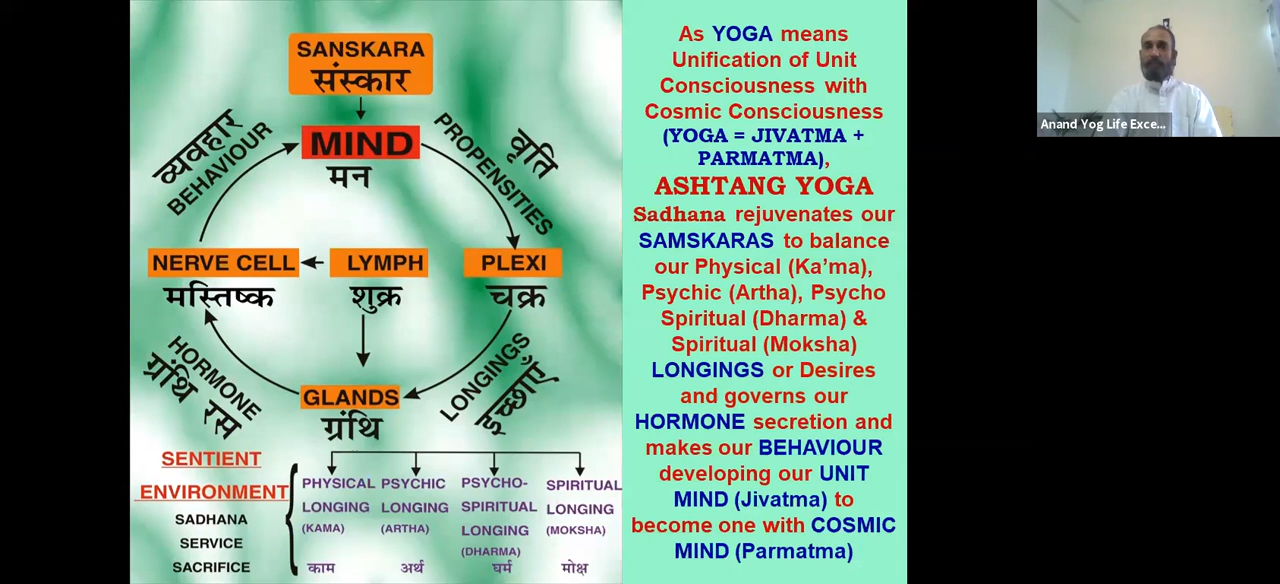 SANSKARA
संस्कार
MIND
मन
व्यवहार
BEHAVIOUR
PROPENSITIES
वृति
NERVE CELL
LYMPH
PLEXI
मस्तिष्क
शुक्र
चक्र
HORMONE
ग्रंथि रस
LONGINGS
इच्छाएं
GLANDS
ग्रंथि
SENTIENT
ENVIRONMENT
SADHANA
SERVICE
SACRIFICE
PHYSICAL
LONGING
(KAMA)
काम
PSYCHIC
LONGING
(ARTHA)
अर्थ
PSYCHO-
SPIRITUAL
LONGING
(DHARMA)
घर्म
SPIRITUAL
LONGING
(MOKSHA)
मोक्ष
As YOGA means
Unification of Unit
Consciousness with
Cosmic Consciousness
(YOGA = JIVATMA +
PARMATMA),
ASHTANG YOGA
Sadhana rejuvenates our
SAMSKARAS to balance
our Physical (Ka’ma),
Psychic (Artha), Psycho
Spiritual (Dharma) &
Spiritual (Moksha)
LONGINGS or Desires
and governs our
HORMONE secretion and
makes our BEHAVIOUR
developing our UNIT
MIND (Jivatma) to
become one with COSMIC
MIND (Parmatma)
Anand Yog Life Exce...